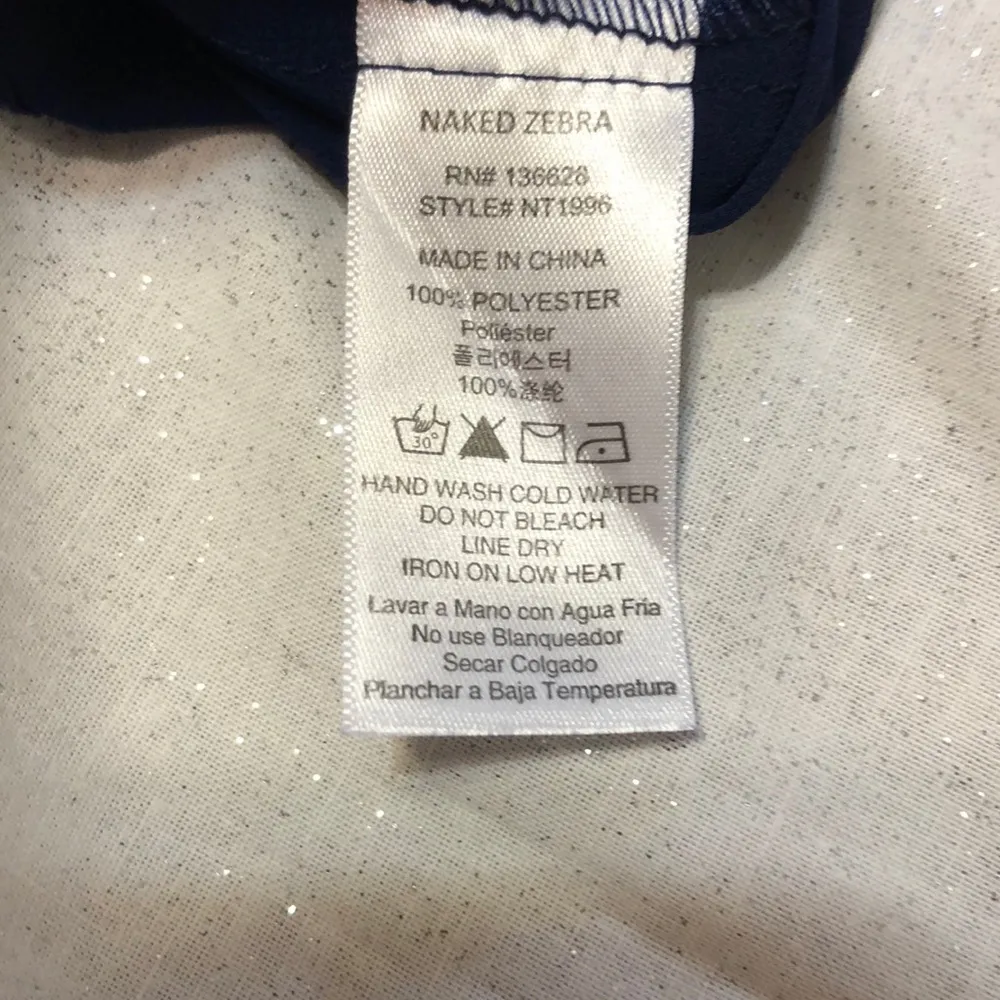 NAKED ZEBRA
RN# 136628
STYLE# NT1996
MADE IN CHINA
100% POLYESTER
Poliéster
폴리에스터
100%涤纶
30°
HAND WASH COLD WATER
DO NOT BLEACH
LINE DRY
IRON ON LOW HEAT
Lavar a Mano con Agua Fría
No use Blanqueador
Secar Colgado
Planchar a Baja Temperatura